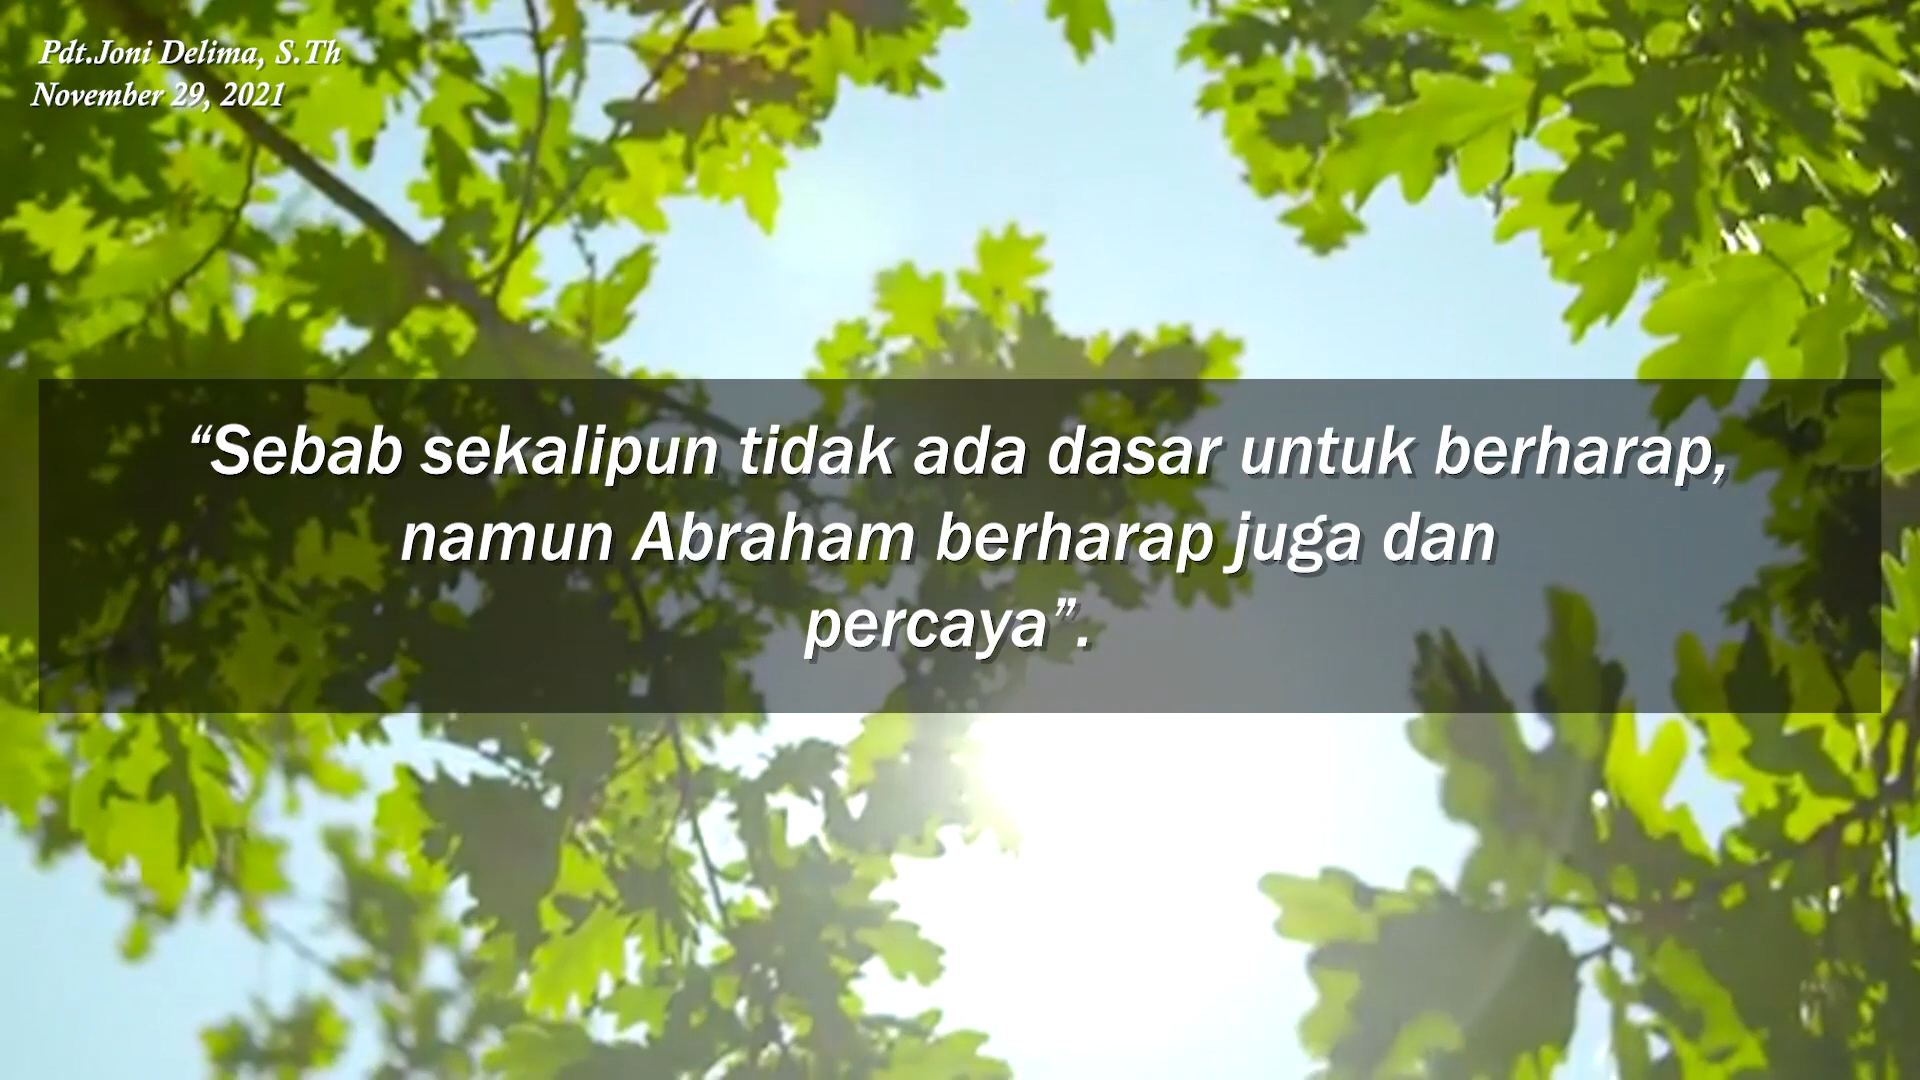 Pdt.Joni Delima, S.Th
November 29, 2021
“Sebab sekalipun tidak ada dasar untuk berharap,
namun Abraham berharap juga dan
percaya”.